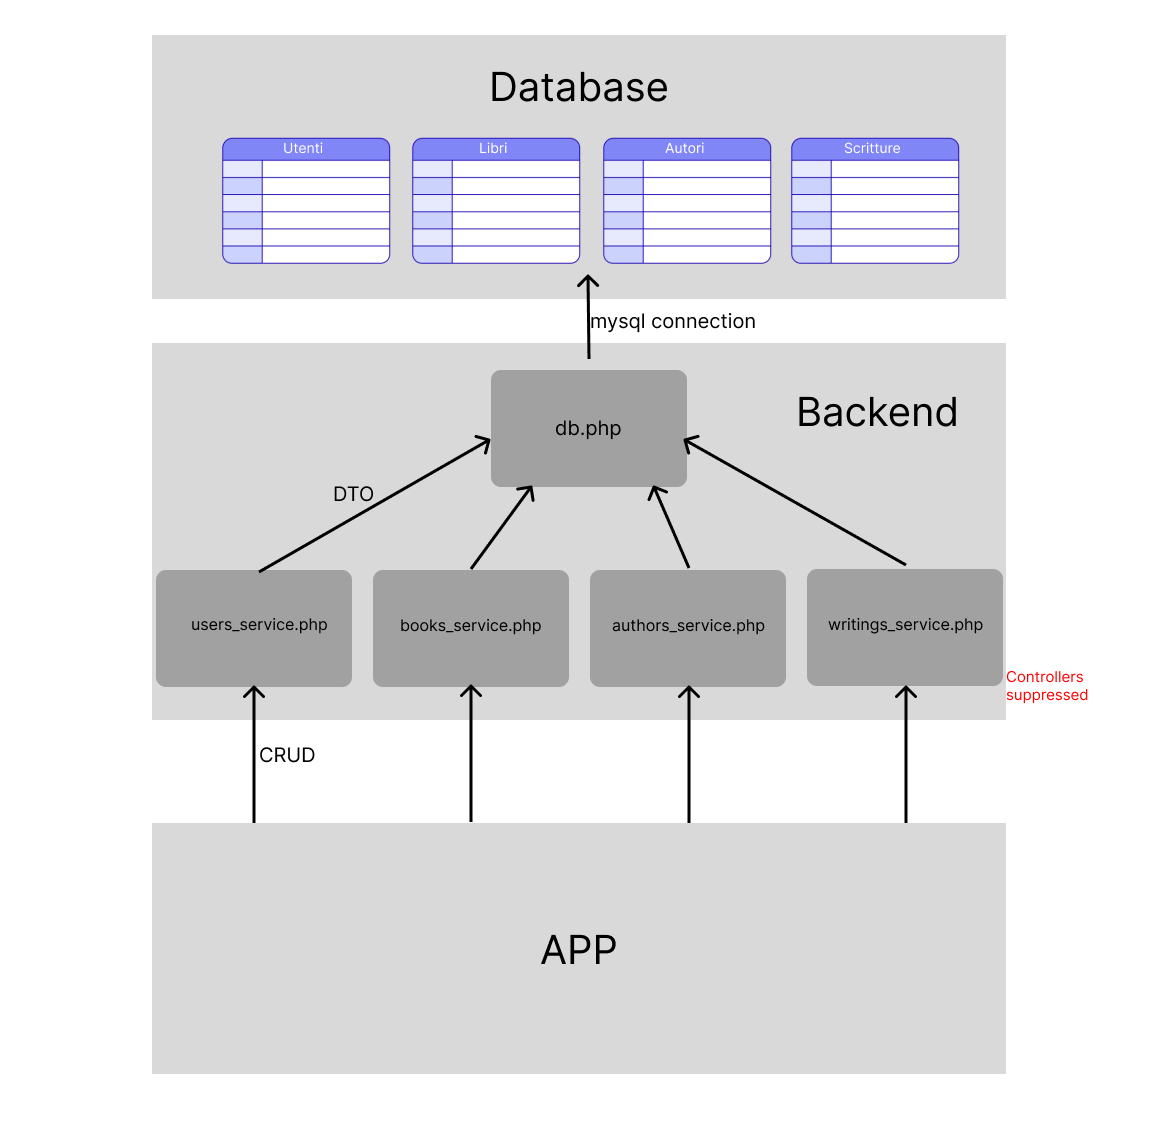 Database
Utenti
Libri
Autori
Scritture
mysql connection
Backend
db.php
DTO
users_service.php
books_service.php
authors_service.php
writings_service.php
Controllers
suppressed
CRUD
APP